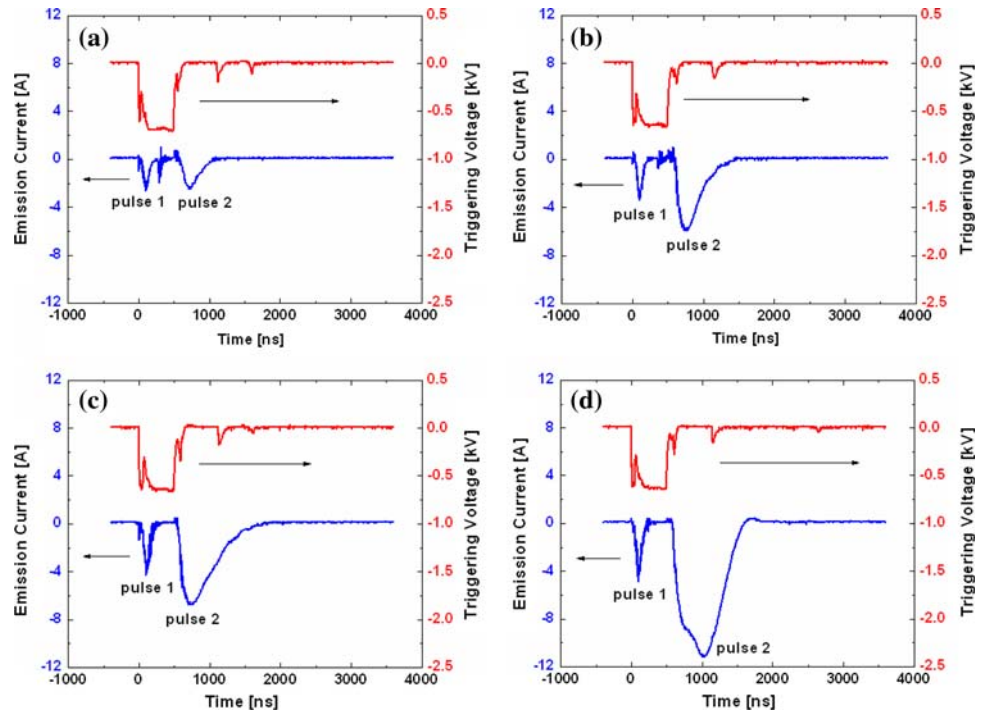 (a)
Emission Current [A]
12
8
4
0
-4
-8
-12
pulse 1
pulse 2
0.5
0.0
-0.5
-1.0
-1.5
-2.0
-2.5
Triggering Voltage [kV]
-1000 0 1000 2000 3000 4000
Time [ns]
(b)
Emission Current [A]
12
8
4
0
-4
-8
-12
pulse 1
pulse 2
0.5
0.0
-0.5
-1.0
-1.5
-2.0
-2.5
Triggering Voltage [kV]
-1000 0 1000 2000 3000 4000
Time [ns]
(c)
Emission Current [A]
12
8
4
0
-4
-8
-12
pulse 1
pulse 2
0.5
0.0
-0.5
-1.0
-1.5
-2.0
-2.5
Triggering Voltage [kV]
-1000 0 1000 2000 3000 4000
Time [ns]
(d)
Emission Current [A]
12
8
4
0
-4
-8
-12
pulse 1
pulse 2
0.5
0.0
-0.5
-1.0
-1.5
-2.0
-2.5
Triggering Voltage [kV]
-1000 0 1000 2000 3000 4000
Time [ns]